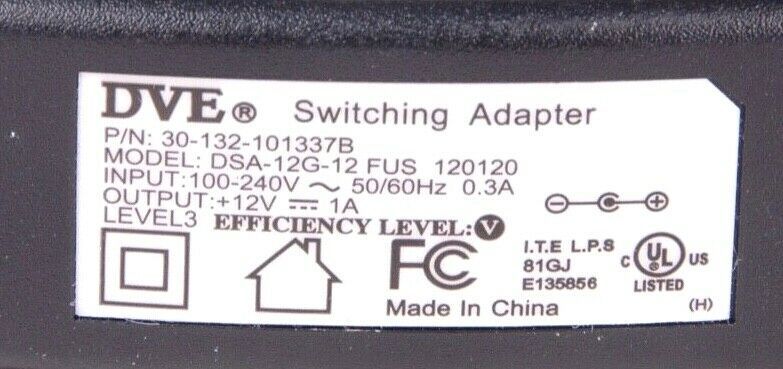 DVE® Switching Adapter
P/N: 30-132-101337B
MODEL: DSA-12G-12 FUS 120120
INPUT:100-240V ~ 50/60Hz 0.3A
OUTPUT:+12V ⎓ 1A
LEVEL3 EFFICIENCY LEVEL:V
FC
I.T.E L.P.S
81GJ
E135856
C UL® US
LISTED
Made In China
(H)